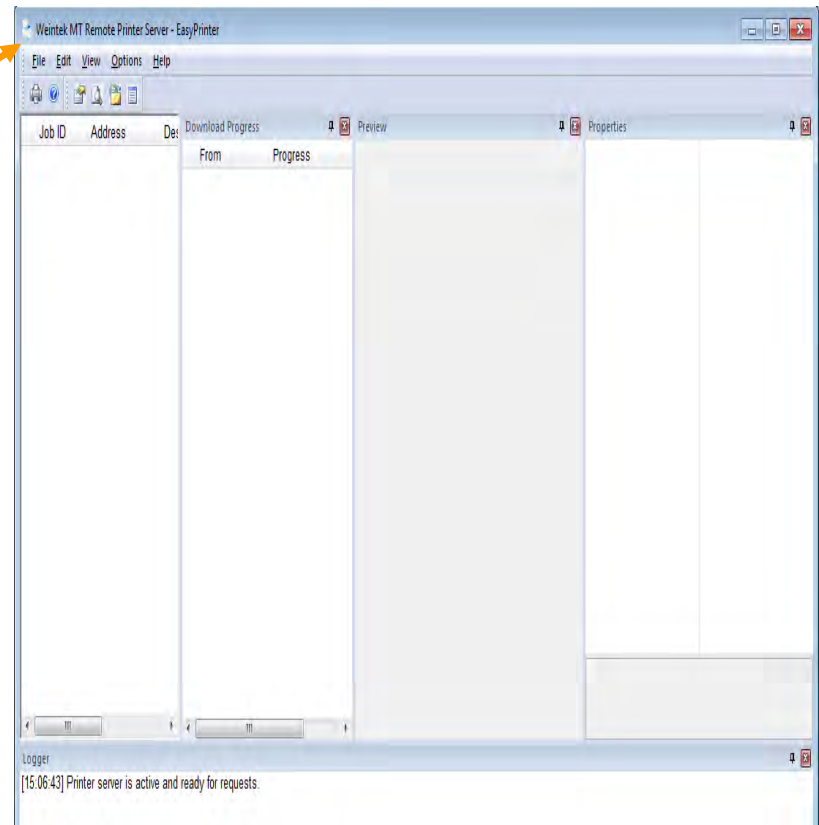 Weintek MT Remote Printer Server - EasyPrinter
File Edit View Options Help
Job ID Address Des
Download Progress
From Progress
Preview
Properties
Logger
[15:06:43] Printer server is active and ready for requests.